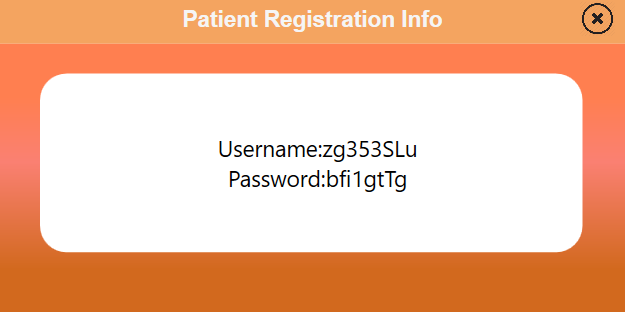 Patient Registration Info
Username:zg353SLu
Password:bfi1gtTg